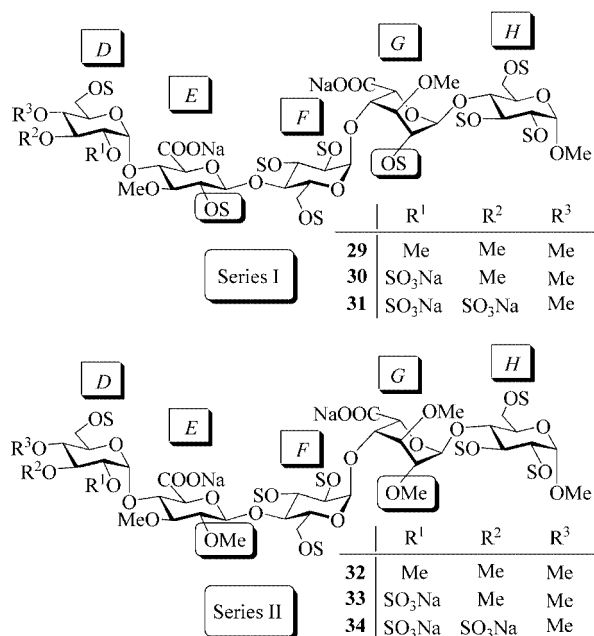 D
E
F
G
H
OS
R³O
R²O
R¹O
O
O
COONa
MeO
O
OS
O
O
SO
SO
O
OS
O
NaOOC
OMe
O
OS
O
OS
O
SO
SO
OMe
Series I
R¹ R² R³
29 Me Me Me
30 SO₃Na Me Me
31 SO₃Na SO₃Na Me
D
E
F
G
H
OS
R³O
R²O
R¹O
O
O
COONa
MeO
O
OMe
O
O
SO
SO
O
OS
O
NaOOC
OMe
O
OMe
O
OS
O
SO
SO
OMe
Series II
R¹ R² R³
32 Me Me Me
33 SO₃Na Me Me
34 SO₃Na SO₃Na Me